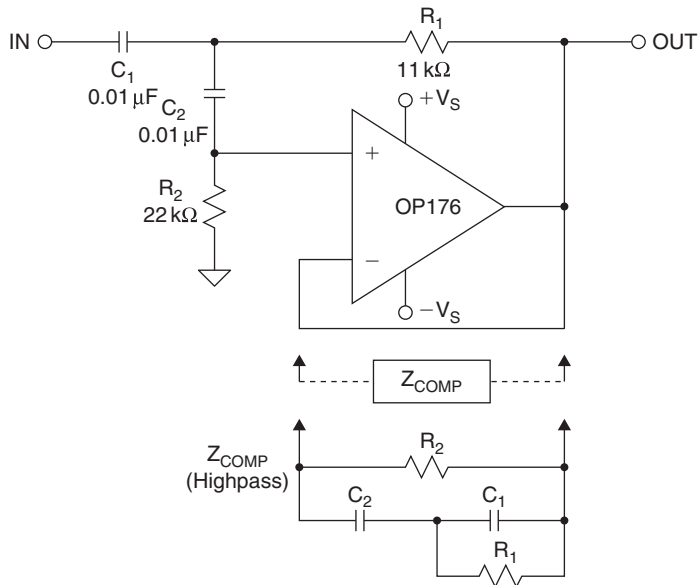 IN
OUT
R1
11 kΩ
C1
0.01 µF
C2
0.01 µF
+VS
+
R2
22 kΩ
OP176
−
−VS
ZCOMP
ZCOMP
(Highpass)
R2
C2
C1
R1